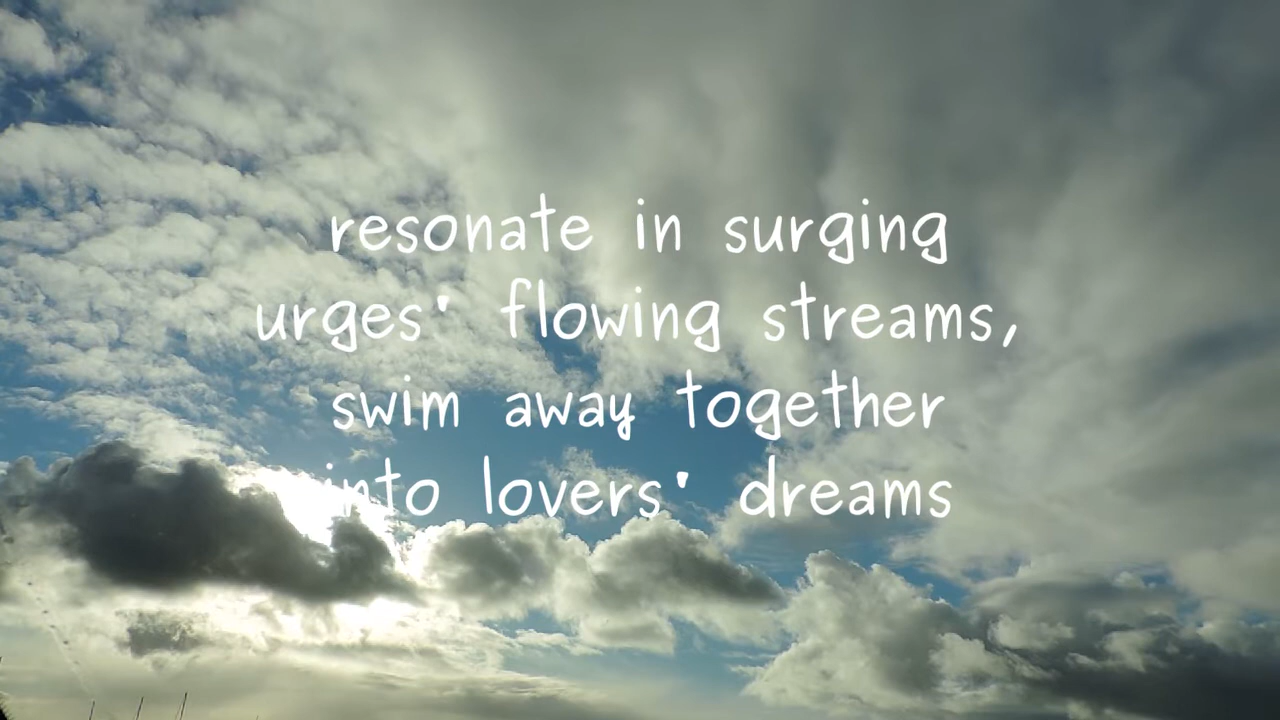 resonate in surging
urges' flowing streams,
swim away together
into lovers' dreams